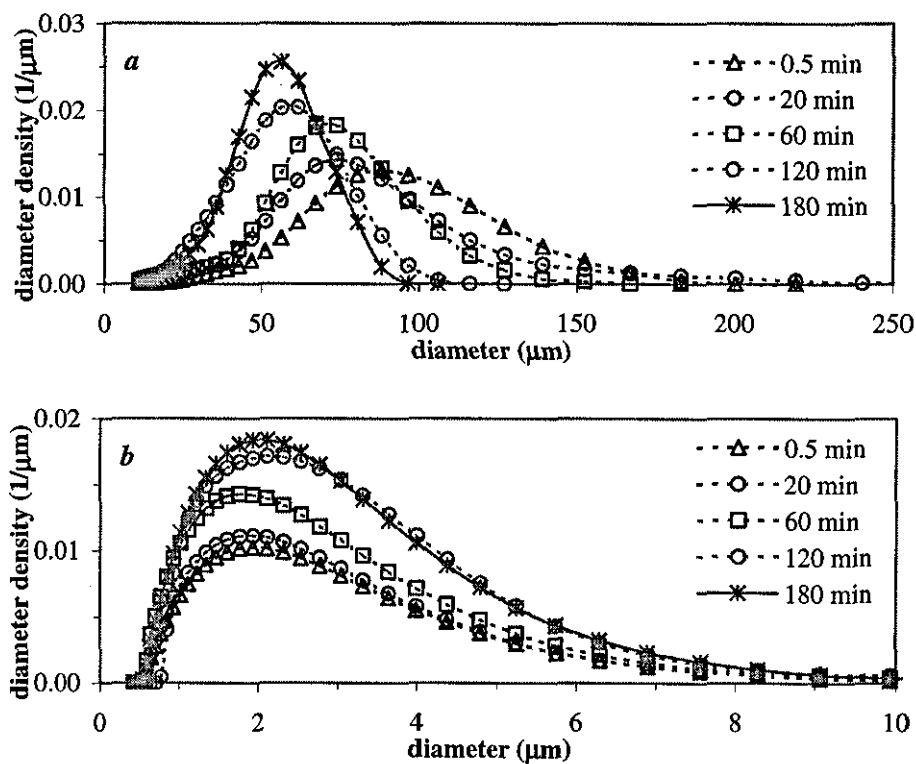 a
diameter density (1/μm)
0.03
0.02
0.01
0.00
0.5 min
20 min
60 min
120 min
180 min
0 50 100 150 200 250
diameter (μm)
b
diameter density (1/μm)
0.02
0.01
0.00
0.5 min
20 min
60 min
120 min
180 min
0 2 4 6 8 10
diameter (μm)